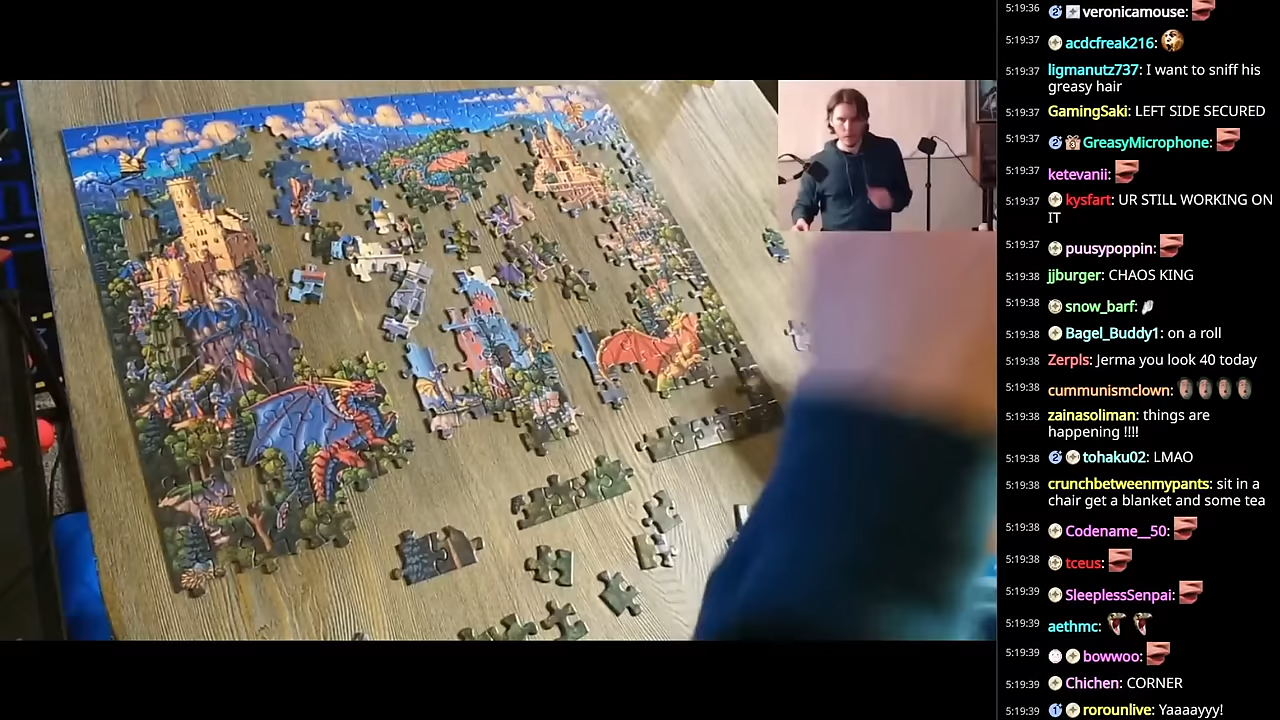 5:19:36 veronicamouse:
5:19:37 acdcfreak216:
5:19:37 ligmanutz737: I want to sniff his
greasy hair
5:19:37 GamingSaki: LEFT SIDE SECURED
5:19:37 GreasyMicrophone:
5:19:37 ketevanii:
5:19:37 kysfart: UR STILL WORKING ON
IT
5:19:37 puusypoppin:
5:19:38 jjburger: CHAOS KING
5:19:38 snow_barf:
5:19:38 Bagel_Buddy1: on a roll
5:19:38 Zerpls: Jerma you look 40 today
5:19:38 cummunismclown:
5:19:38 zainasoliman: things are
happening !!!!
5:19:38 tohaku02: LMAO
5:19:38 crunchbetweenmypants: sit in a
chair get a blanket and some tea
5:19:38 Codename__50:
5:19:38 tceus:
5:19:39 SleeplessSenpai:
5:19:39 aethmc:
5:19:39 bowwoo:
5:19:39 Chichen: CORNER
5:19:39 rorounlive: Yaaaayyy!